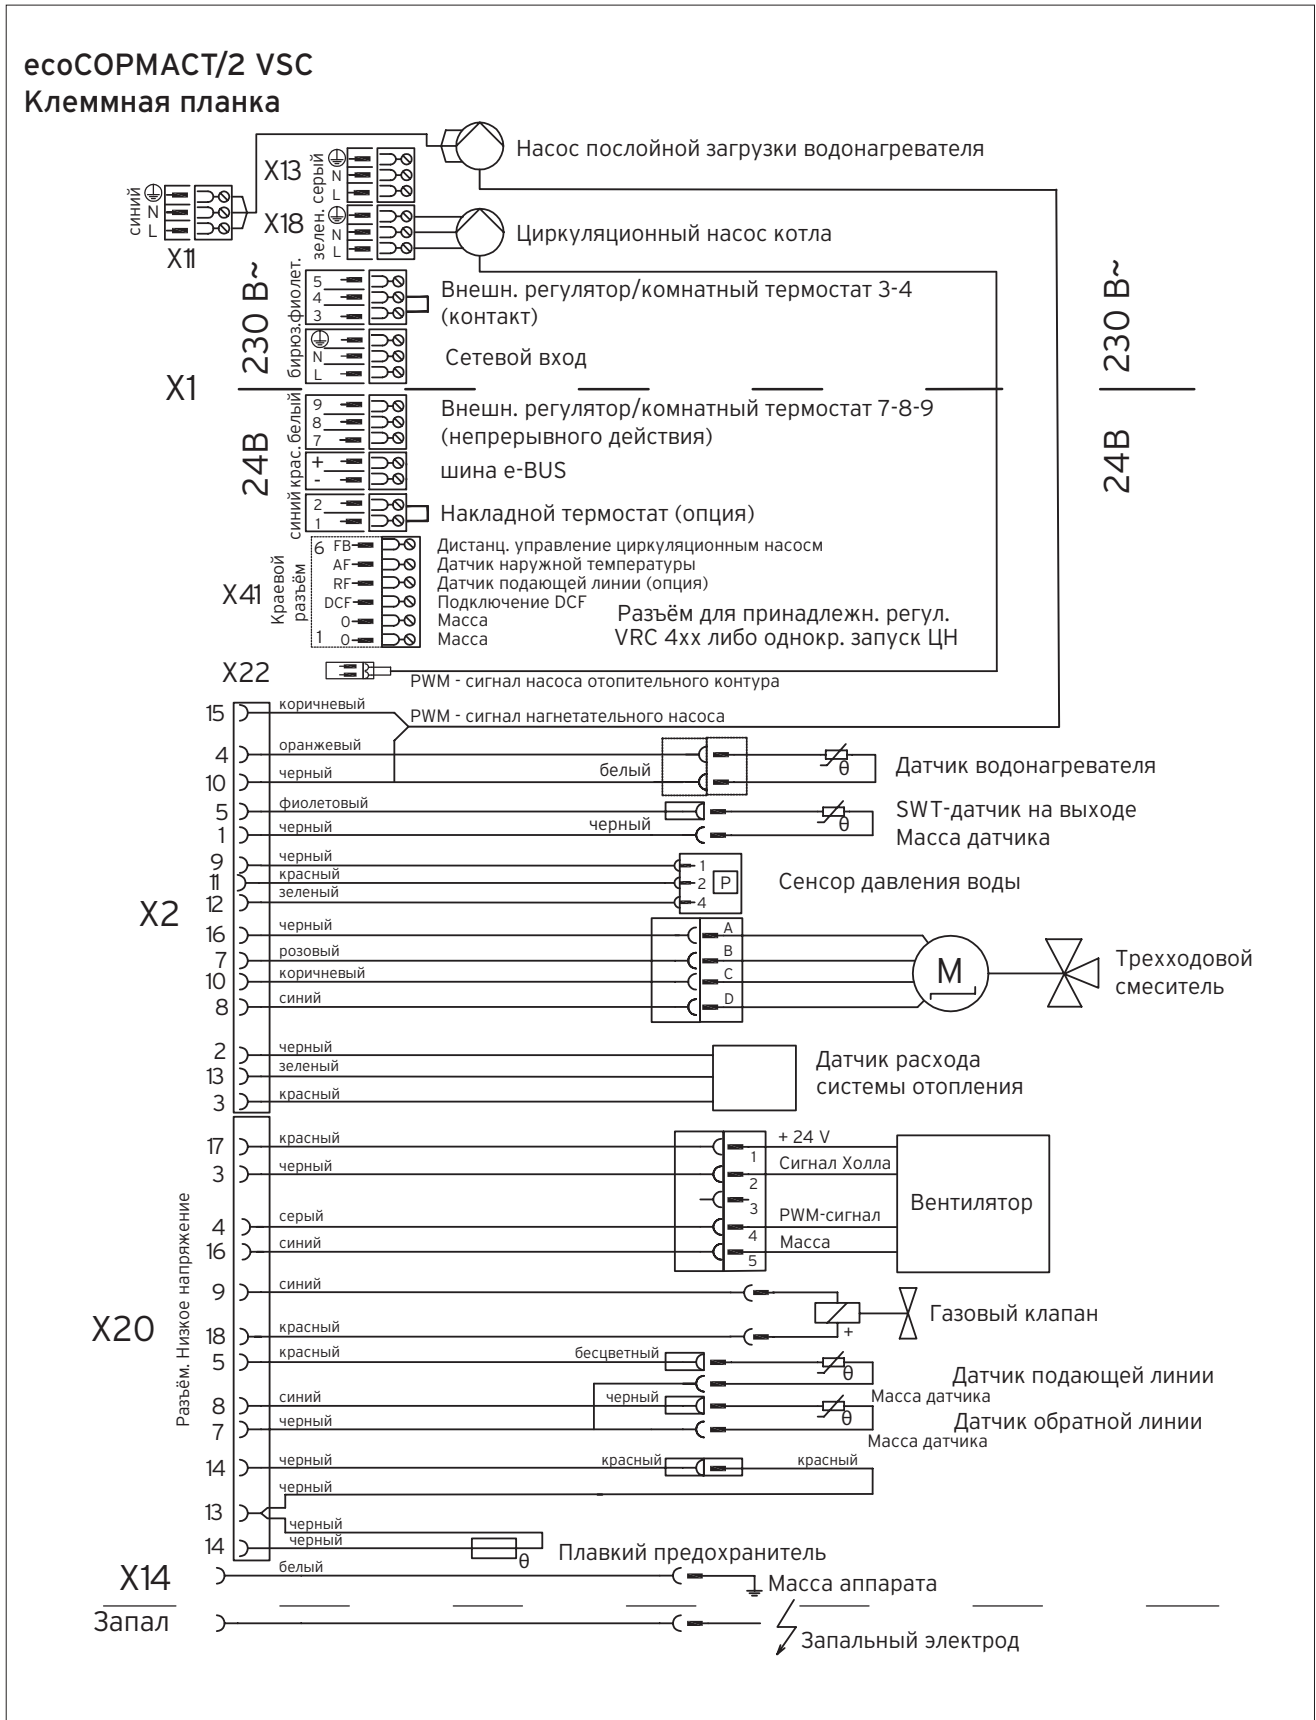 ecoCOPMACT/2 VSC
Клеммная планка
Насос послойной загрузки водонагревателя
X13
серый
N
L
синий
N
L
X11
X18
зелен.
N
L
Циркуляционный насос котла
230 В~
фиолет.
5
4
3
Внешн. регулятор/комнатный термостат 3-4
(контакт)
230 В~
бирюз.
N
L
Сетевой вход
X1
24В
белый
9
8
7
Внешн. регулятор/комнатный термостат 7-8-9
(непрерывного действия)
24В
крас.
+
-
шина e-BUS
синий
2
1
Накладной термостат (опция)
X41
Краевой
разъём
6 FB
Дистанц. управление циркуляционным насосм
AF
Датчик наружной температуры
RF
Датчик подающей линии (опция)
DCF
Подключение DCF
0
Масса
1 0
Масса
Разъём для принадлежн. регул.
VRC 4xx либо однокр. запуск ЦН
X22
PWM - сигнал насоса отопительного контура
X2
15 коричневый
PWM - сигнал нагнетательного насоса
4 оранжевый
10 черный белый
θ
Датчик водонагревателя
5 фиолетовый
1 черный черный
θ
SWT-датчик на выходе
Масса датчика
9 черный 1
11 красный 2 P
12 зеленый 4
Сенсор давления воды
16 черный A
7 розовый B
10 коричневый C
8 синий D
M
Трехходовой
смеситель
2 черный
13 зеленый
3 красный
Датчик расхода
системы отопления
X20
Разъём. Низкое напряжение
17 красный 1 + 24 V
3 черный 2 Сигнал Холла
3
4 серый 4 PWM-сигнал
16 синий 5 Масса
Вентилятор
9 синий
18 красный +
Газовый клапан
5 красный бесцветный θ
Датчик подающей линии
Масса датчика
8 синий черный θ
7 черный
Датчик обратной линии
Масса датчика
14 черный красный красный
черный
13
черный
14 черный θ
Плавкий предохранитель
X14 белый
Масса аппарата
Запал
Запальный электрод